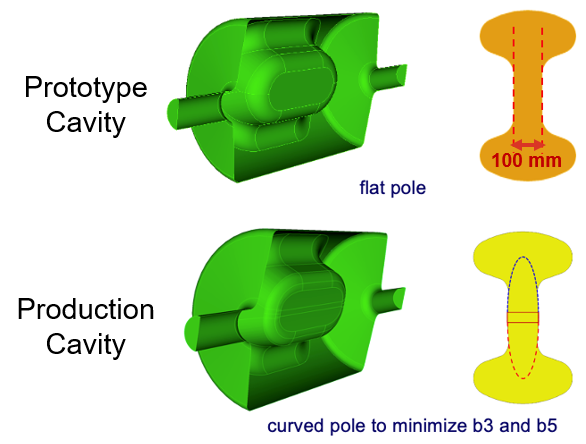 Prototype
Cavity
100 mm
flat pole
Production
Cavity
curved pole to minimize b3 and b5